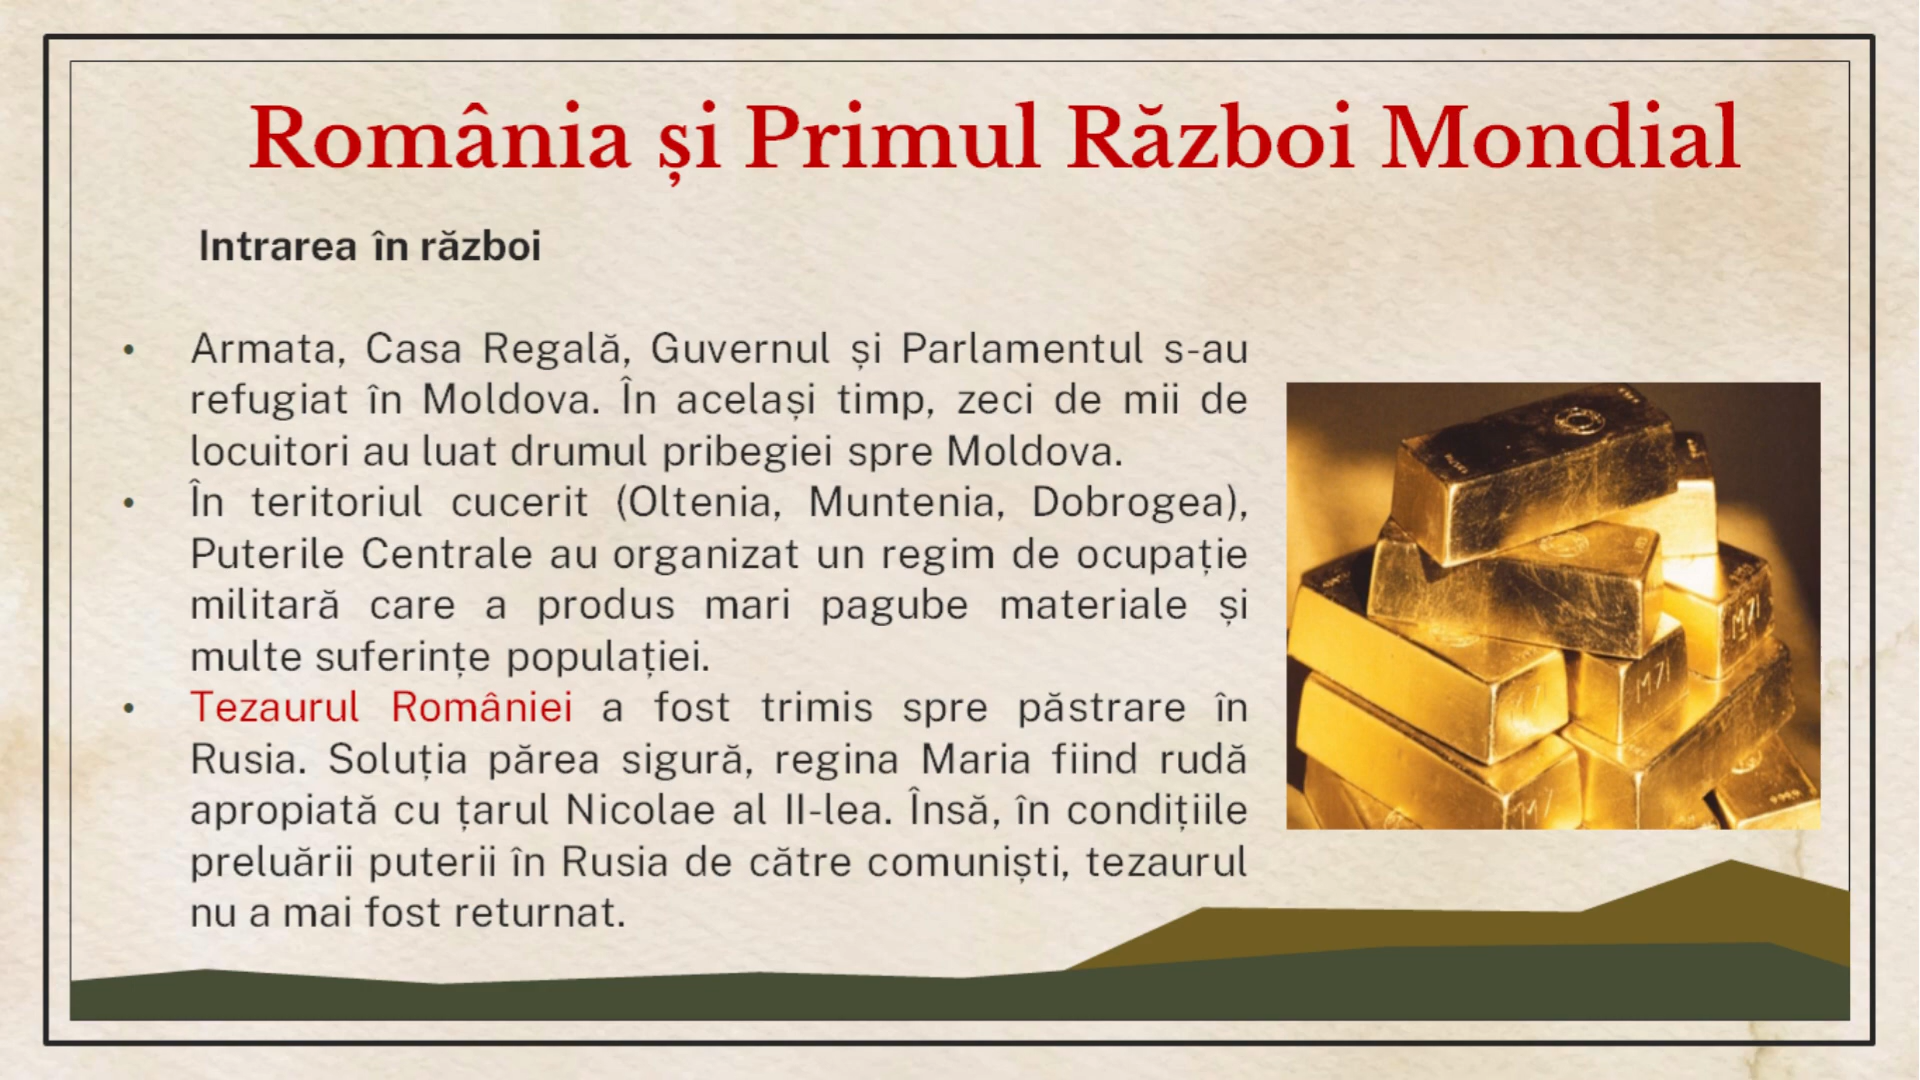 România și Primul Război Mondial
Intrarea în război
• Armata, Casa Regală, Guvernul și Parlamentul s-au
refugiat în Moldova. În același timp, zeci de mii de
locuitori au luat drumul pribegiei spre Moldova.
• În teritoriul cucerit (Oltenia, Muntenia, Dobrogea),
Puterile Centrale au organizat un regim de ocupație
militară care a produs mari pagube materiale și
multe suferințe populației.
• Tezaurul României a fost trimis spre păstrare în
Rusia. Soluția părea sigură, regina Maria fiind rudă
apropiată cu țarul Nicolae al II-lea. Însă, în condițiile
preluării puterii în Rusia de către comuniști, tezaurul
nu a mai fost returnat.